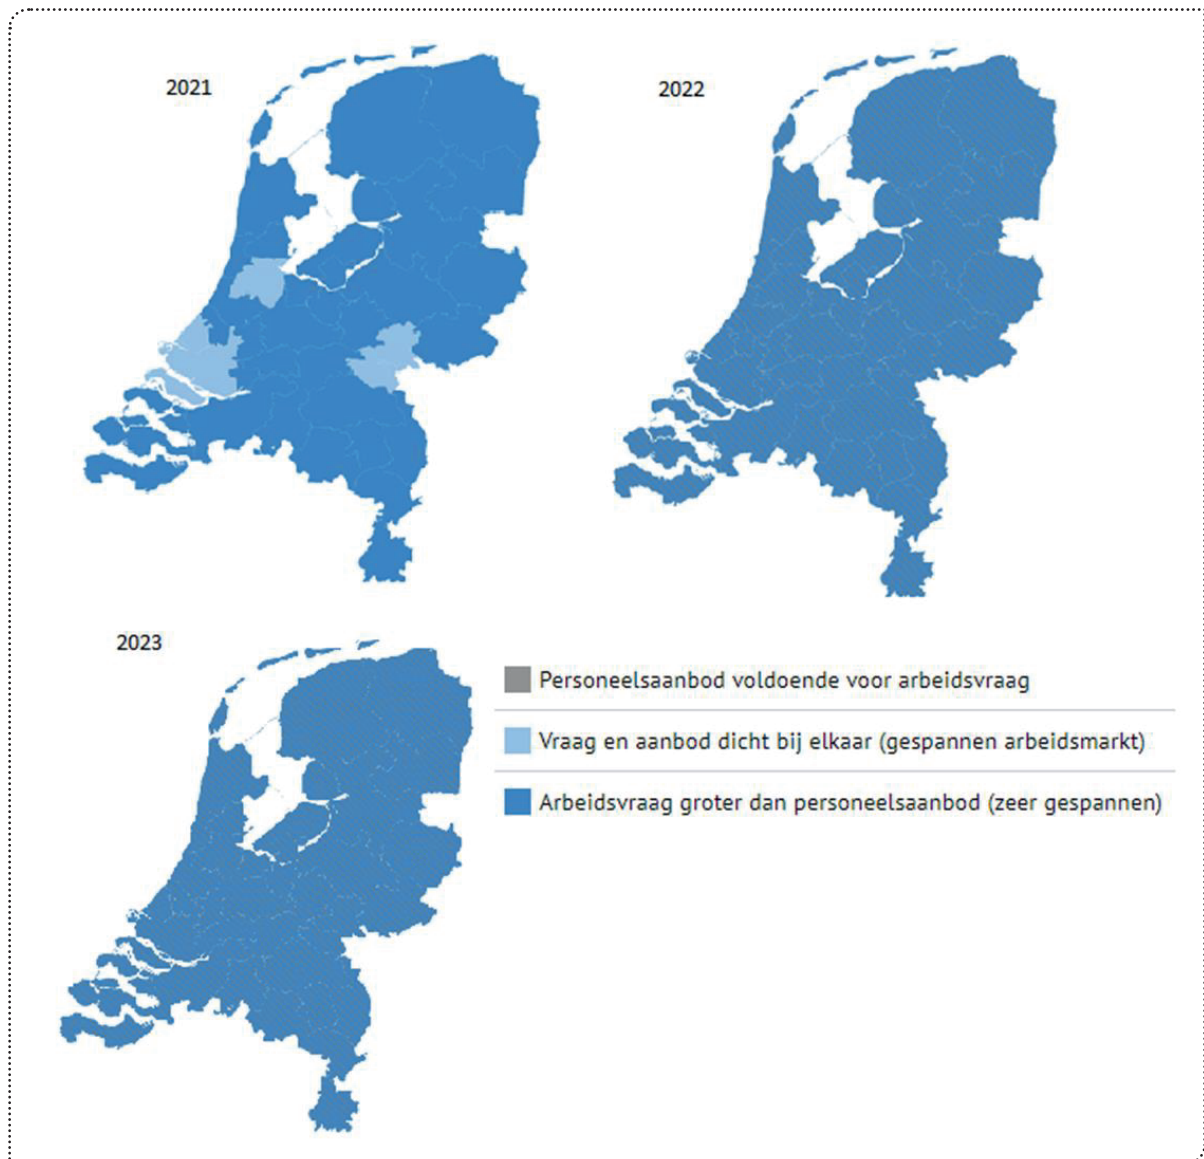 2021
2022
2023
Personeelsaanbod voldoende voor arbeidsvraag
Vraag en aanbod dicht bij elkaar (gespannen arbeidsmarkt)
Arbeidsvraag groter dan personeelsaanbod (zeer gespannen)